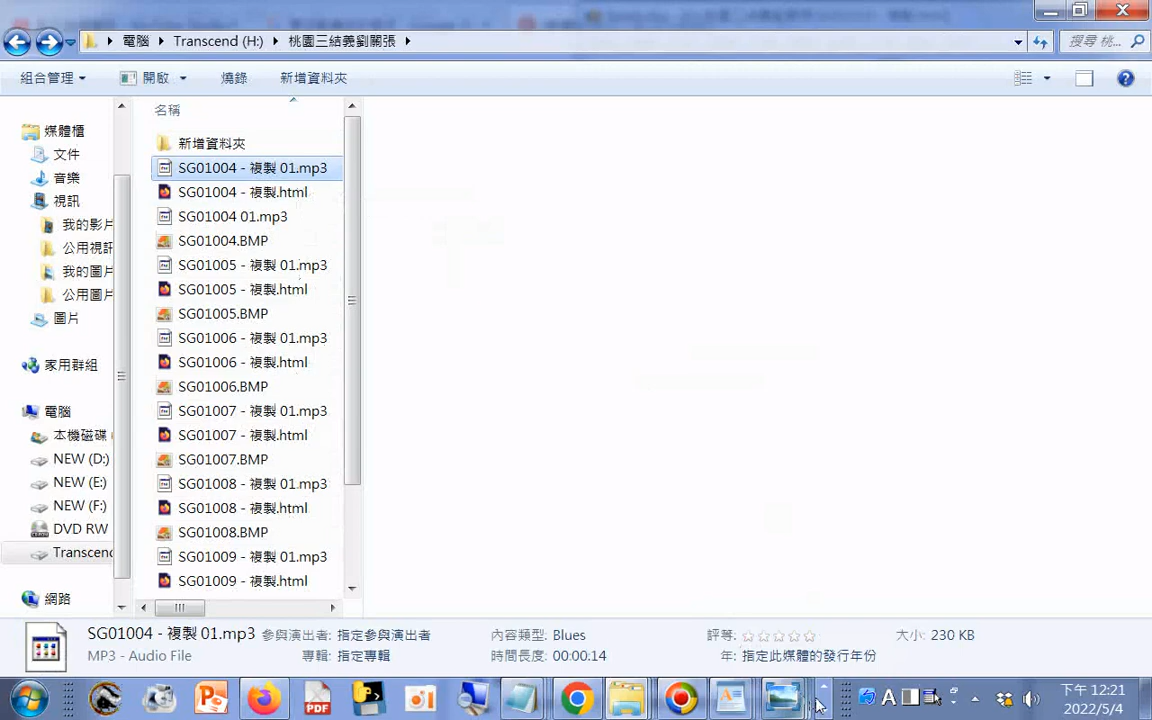 電腦 Transcend (H:) 桃園三結義劉關張
搜尋 桃...
組合管理 開啟 燒錄 新增資料夾
媒體櫃
文件
音樂
視訊
我的影片
公用視訊
我的圖片
公用圖片
圖片
家用群組
電腦
本機磁碟 (
NEW (D:)
NEW (E:)
NEW (F:)
DVD RW
Transcend
網路
名稱
新增資料夾
SG01004 - 複製 01.mp3
SG01004 - 複製.html
SG01004 01.mp3
SG01004.BMP
SG01005 - 複製 01.mp3
SG01005 - 複製.html
SG01005.BMP
SG01006 - 複製 01.mp3
SG01006 - 複製.html
SG01006.BMP
SG01007 - 複製 01.mp3
SG01007 - 複製.html
SG01007.BMP
SG01008 - 複製 01.mp3
SG01008 - 複製.html
SG01008.BMP
SG01009 - 複製 01.mp3
SG01009 - 複製.html
SG01004 - 複製 01.mp3 參與演出者: 指定參與演出者 內容類型: Blues 評等: 大小: 230 KB
MP3 - Audio File 專輯: 指定專輯 時間長度: 00:00:14 年: 指定此媒體的發行年份
PDF
A
下午 12:21
2022/5/4